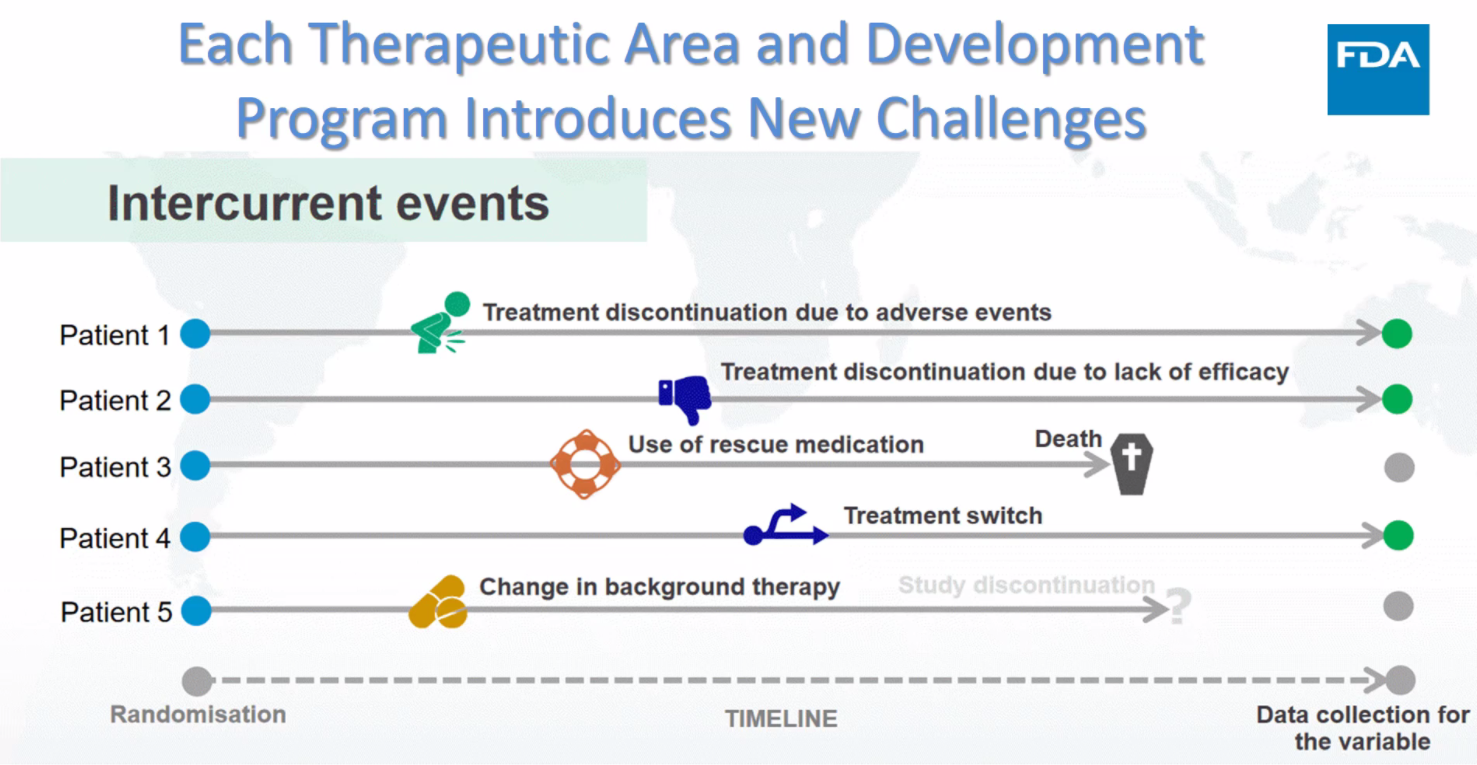 Each Therapeutic Area and Development
Program Introduces New Challenges
FDA
Intercurrent events
Patient 1
Treatment discontinuation due to adverse events
Patient 2
Treatment discontinuation due to lack of efficacy
Patient 3
Use of rescue medication
Death
Patient 4
Treatment switch
Patient 5
Change in background therapy
Study discontinuation
?
Randomisation
TIMELINE
Data collection for
the variable